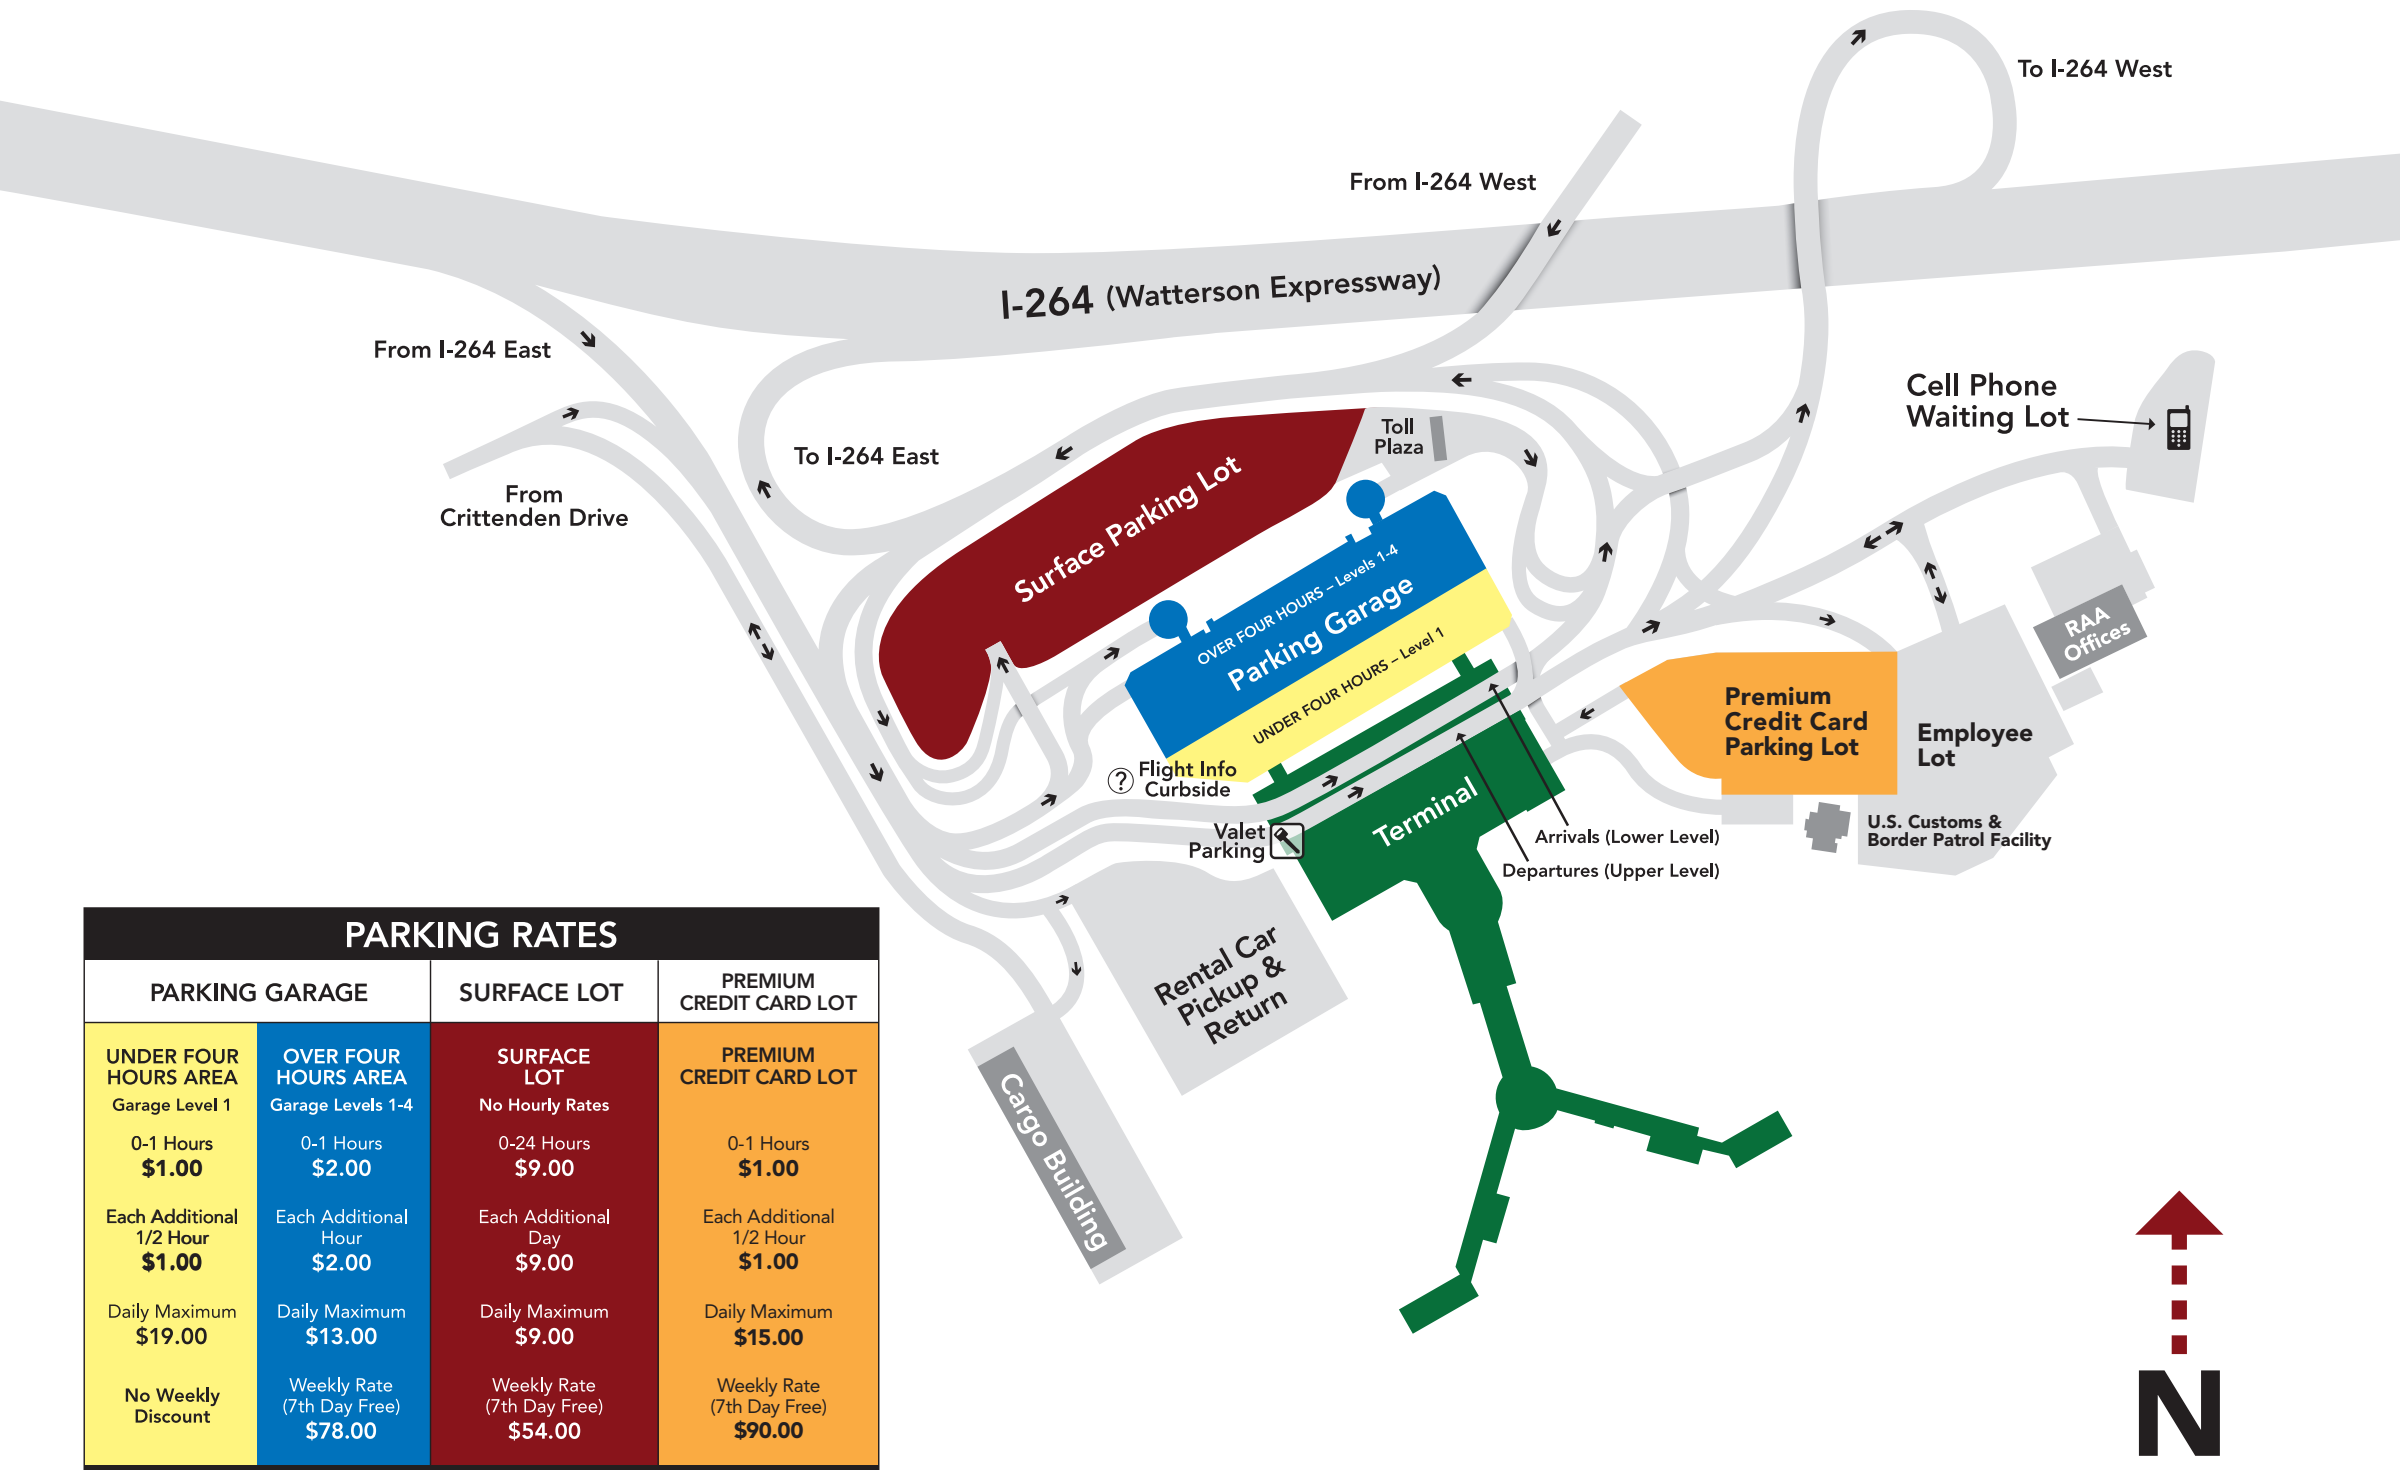 To I-264 West
From I-264 West
I-264 (Watterson Expressway)
From I-264 East
Cell Phone
Waiting Lot
To I-264 East
Toll
Plaza
From
Crittenden Drive
Surface Parking Lot
OVER FOUR HOURS – Levels 1-4
Parking Garage
UNDER FOUR HOURS – Level 1
RAA
Offices
Premium
Credit Card
Parking Lot
Employee
Lot
? Flight Info
Curbside
Valet
Parking
Terminal
Arrivals (Lower Level)
Departures (Upper Level)
U.S. Customs &
Border Patrol Facility
Rental Car
Pickup &
Return
Cargo Building
N
PARKING RATES
PARKING GARAGE
SURFACE LOT
PREMIUM
CREDIT CARD LOT
UNDER FOUR
HOURS AREA
Garage Level 1
0-1 Hours
$1.00
Each Additional
1/2 Hour
$1.00
Daily Maximum
$19.00
No Weekly
Discount
OVER FOUR
HOURS AREA
Garage Levels 1-4
0-1 Hours
$2.00
Each Additional
Hour
$2.00
Daily Maximum
$13.00
Weekly Rate
(7th Day Free)
$78.00
SURFACE
LOT
No Hourly Rates
0-24 Hours
$9.00
Each Additional
Day
$9.00
Daily Maximum
$9.00
Weekly Rate
(7th Day Free)
$54.00
PREMIUM
CREDIT CARD LOT
0-1 Hours
$1.00
Each Additional
1/2 Hour
$1.00
Daily Maximum
$15.00
Weekly Rate
(7th Day Free)
$90.00